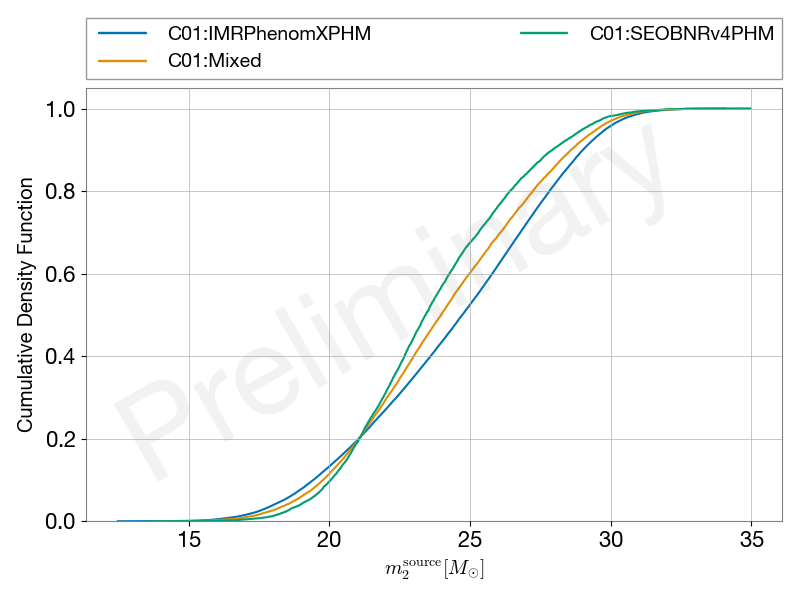 C01:IMRPhenomXPHM
C01:SEOBNRv4PHM
C01:Mixed
1.0
0.8
0.6
0.4
0.2
0.0
Cumulative Density Function
Preliminary
15
20
25
30
35
m₂^source [M⊙]